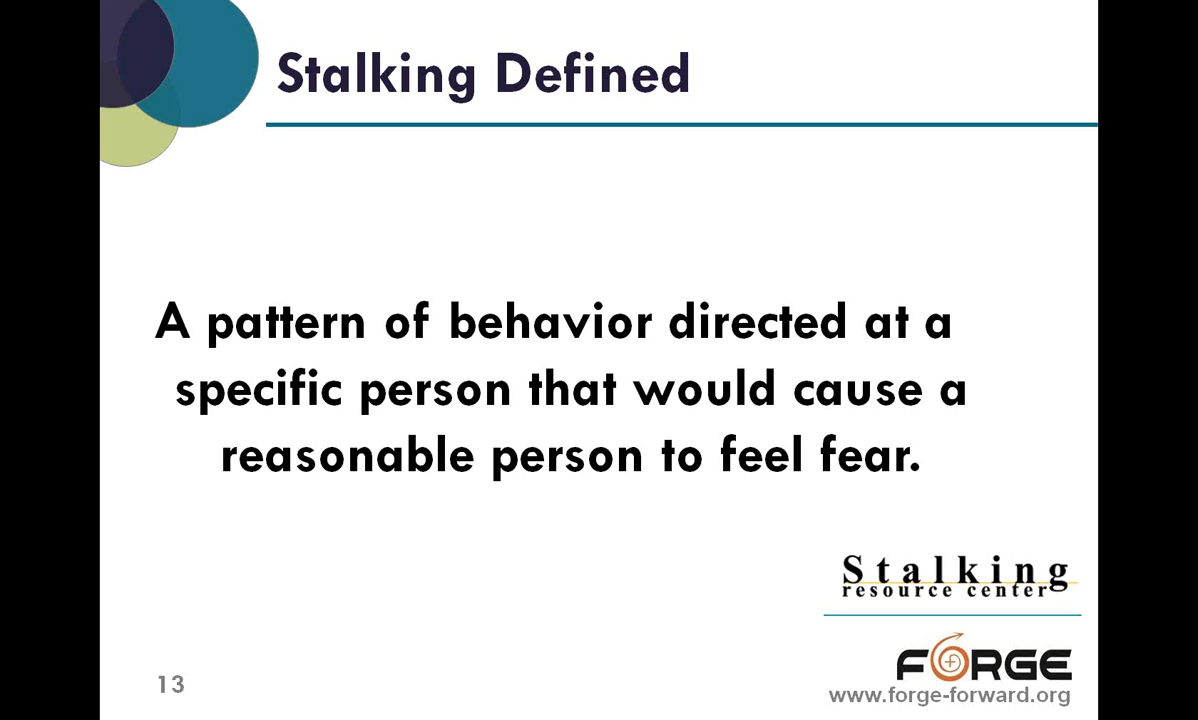 Stalking Defined
A pattern of behavior directed at a
specific person that would cause a
reasonable person to feel fear.
Stalking
resource center
FORGE
13
www.forge-forward.org